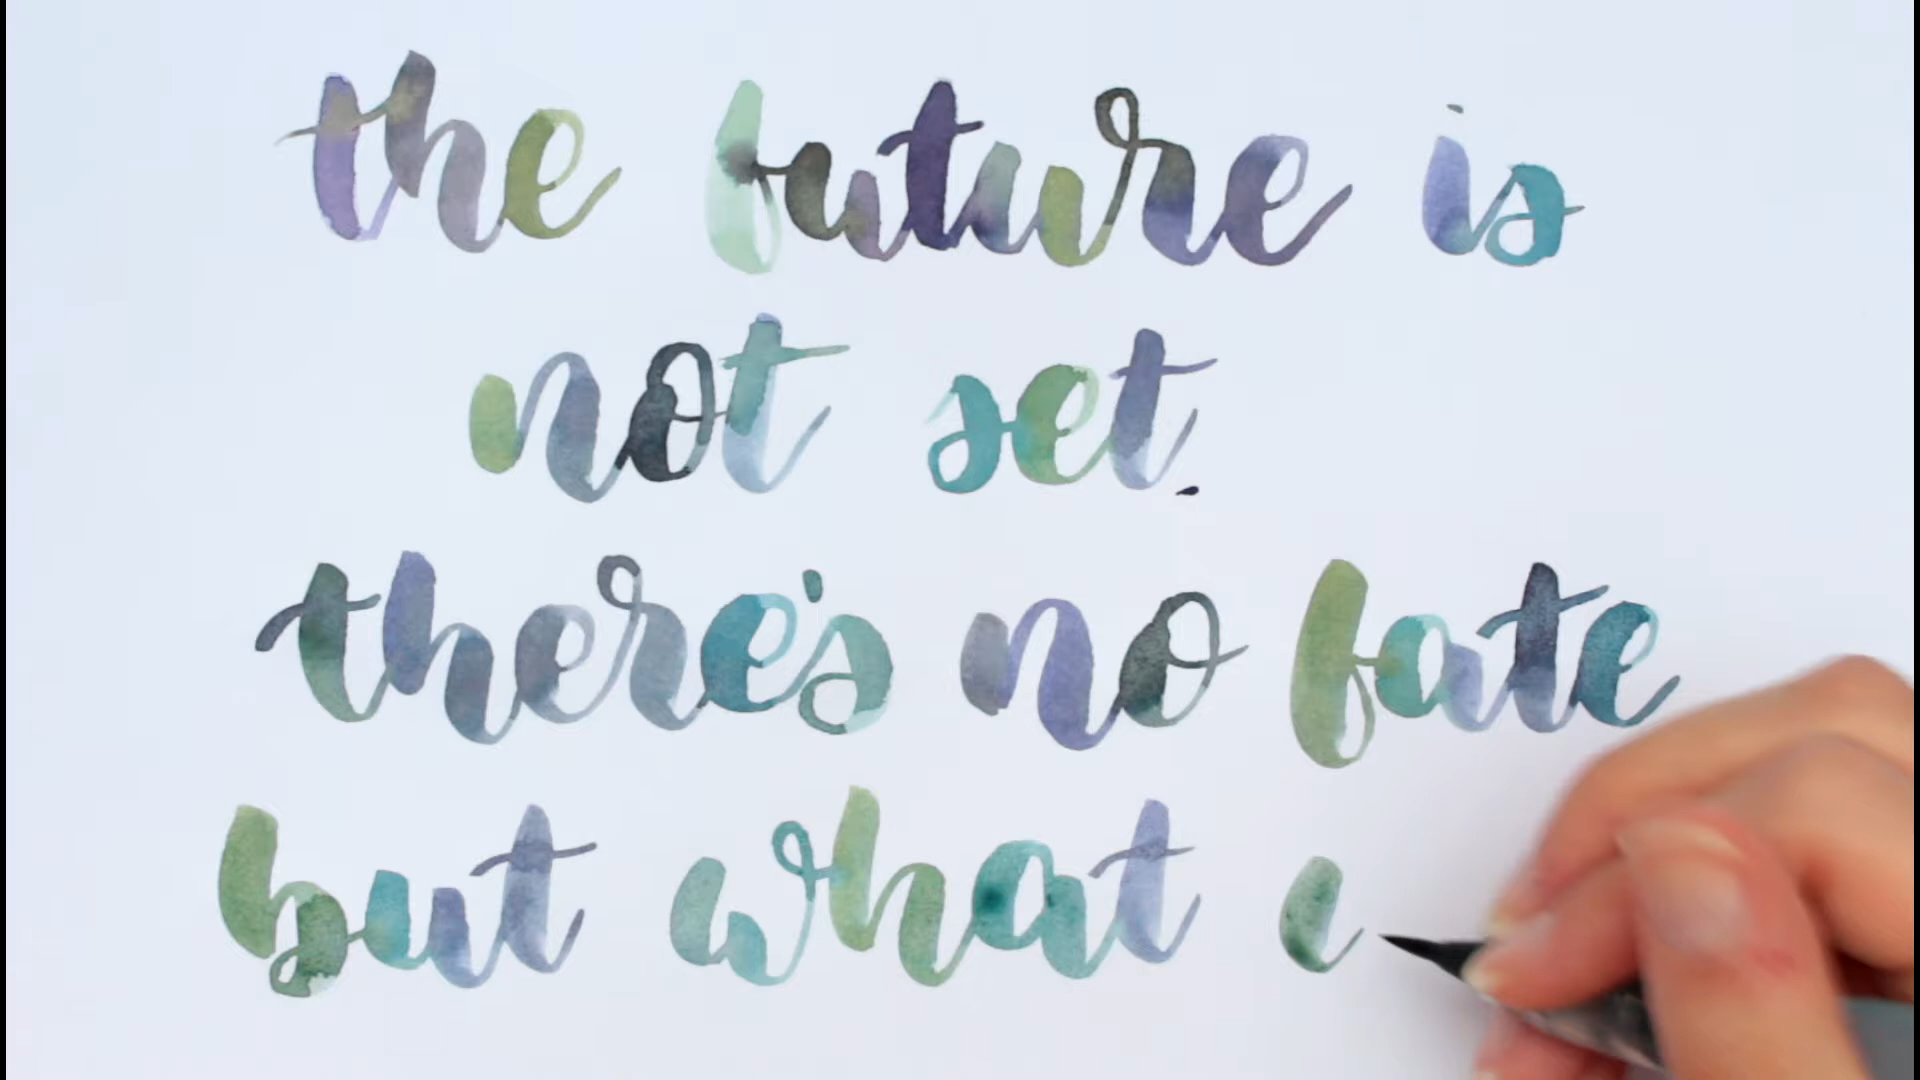 the future is
not set.
there's no fate
but what